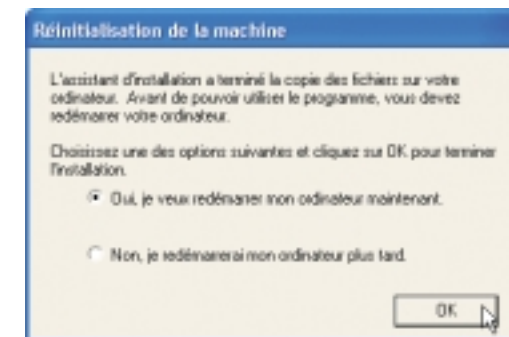 Réinitialisation de la machine
L'assistant d'installation a terminé la copie des fichiers sur votre
ordinateur. Avant de pouvoir utiliser le programme, vous devez
redémarrer votre ordinateur.
Choisissez une des options suivantes et cliquez sur OK pour terminer
l'installation.
Oui, je veux redémarrer mon ordinateur maintenant.
Non, je redémarrerai mon ordinateur plus tard.
OK